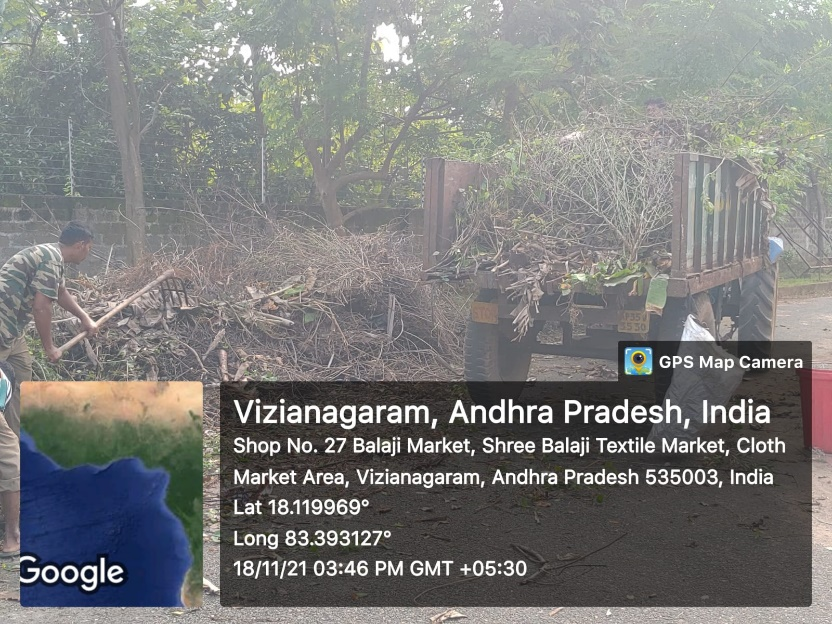 GPS Map Camera
Vizianagaram, Andhra Pradesh, India
Shop No. 27 Balaji Market, Shree Balaji Textile Market, Cloth
Market Area, Vizianagaram, Andhra Pradesh 535003, India
Lat 18.119969°
Long 83.393127°
18/11/21 03:46 PM GMT +05:30
Google